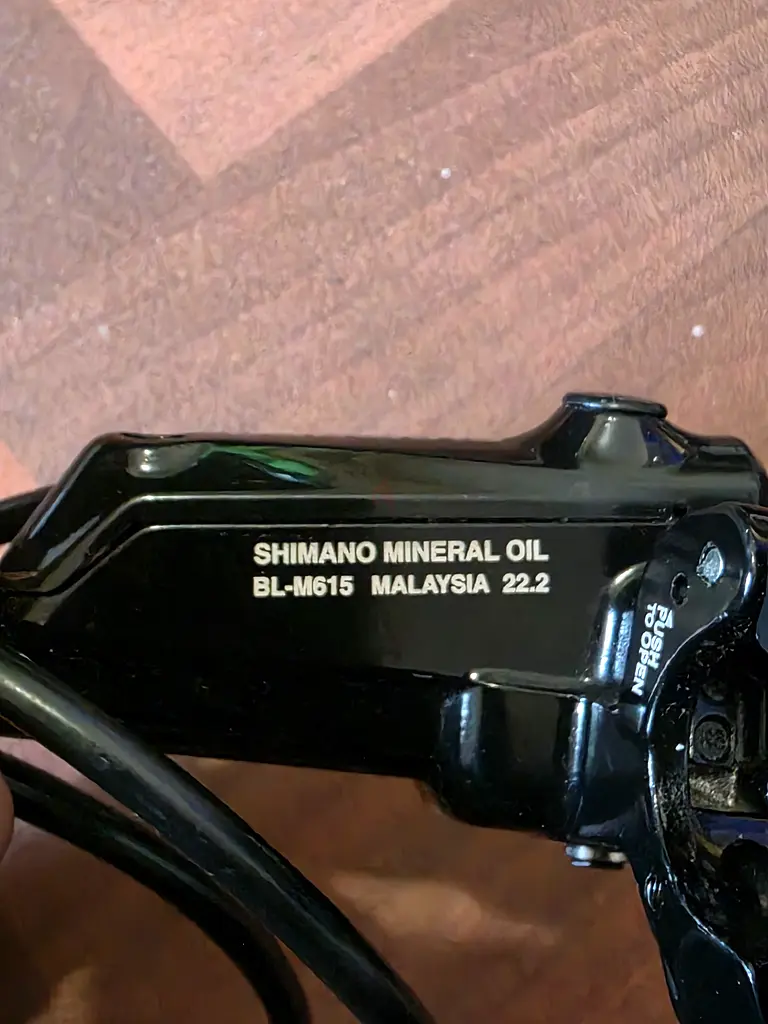 SHIMANO MINERAL OIL
BL-M615 MALAYSIA 22.2
PUSH
TO OPEN